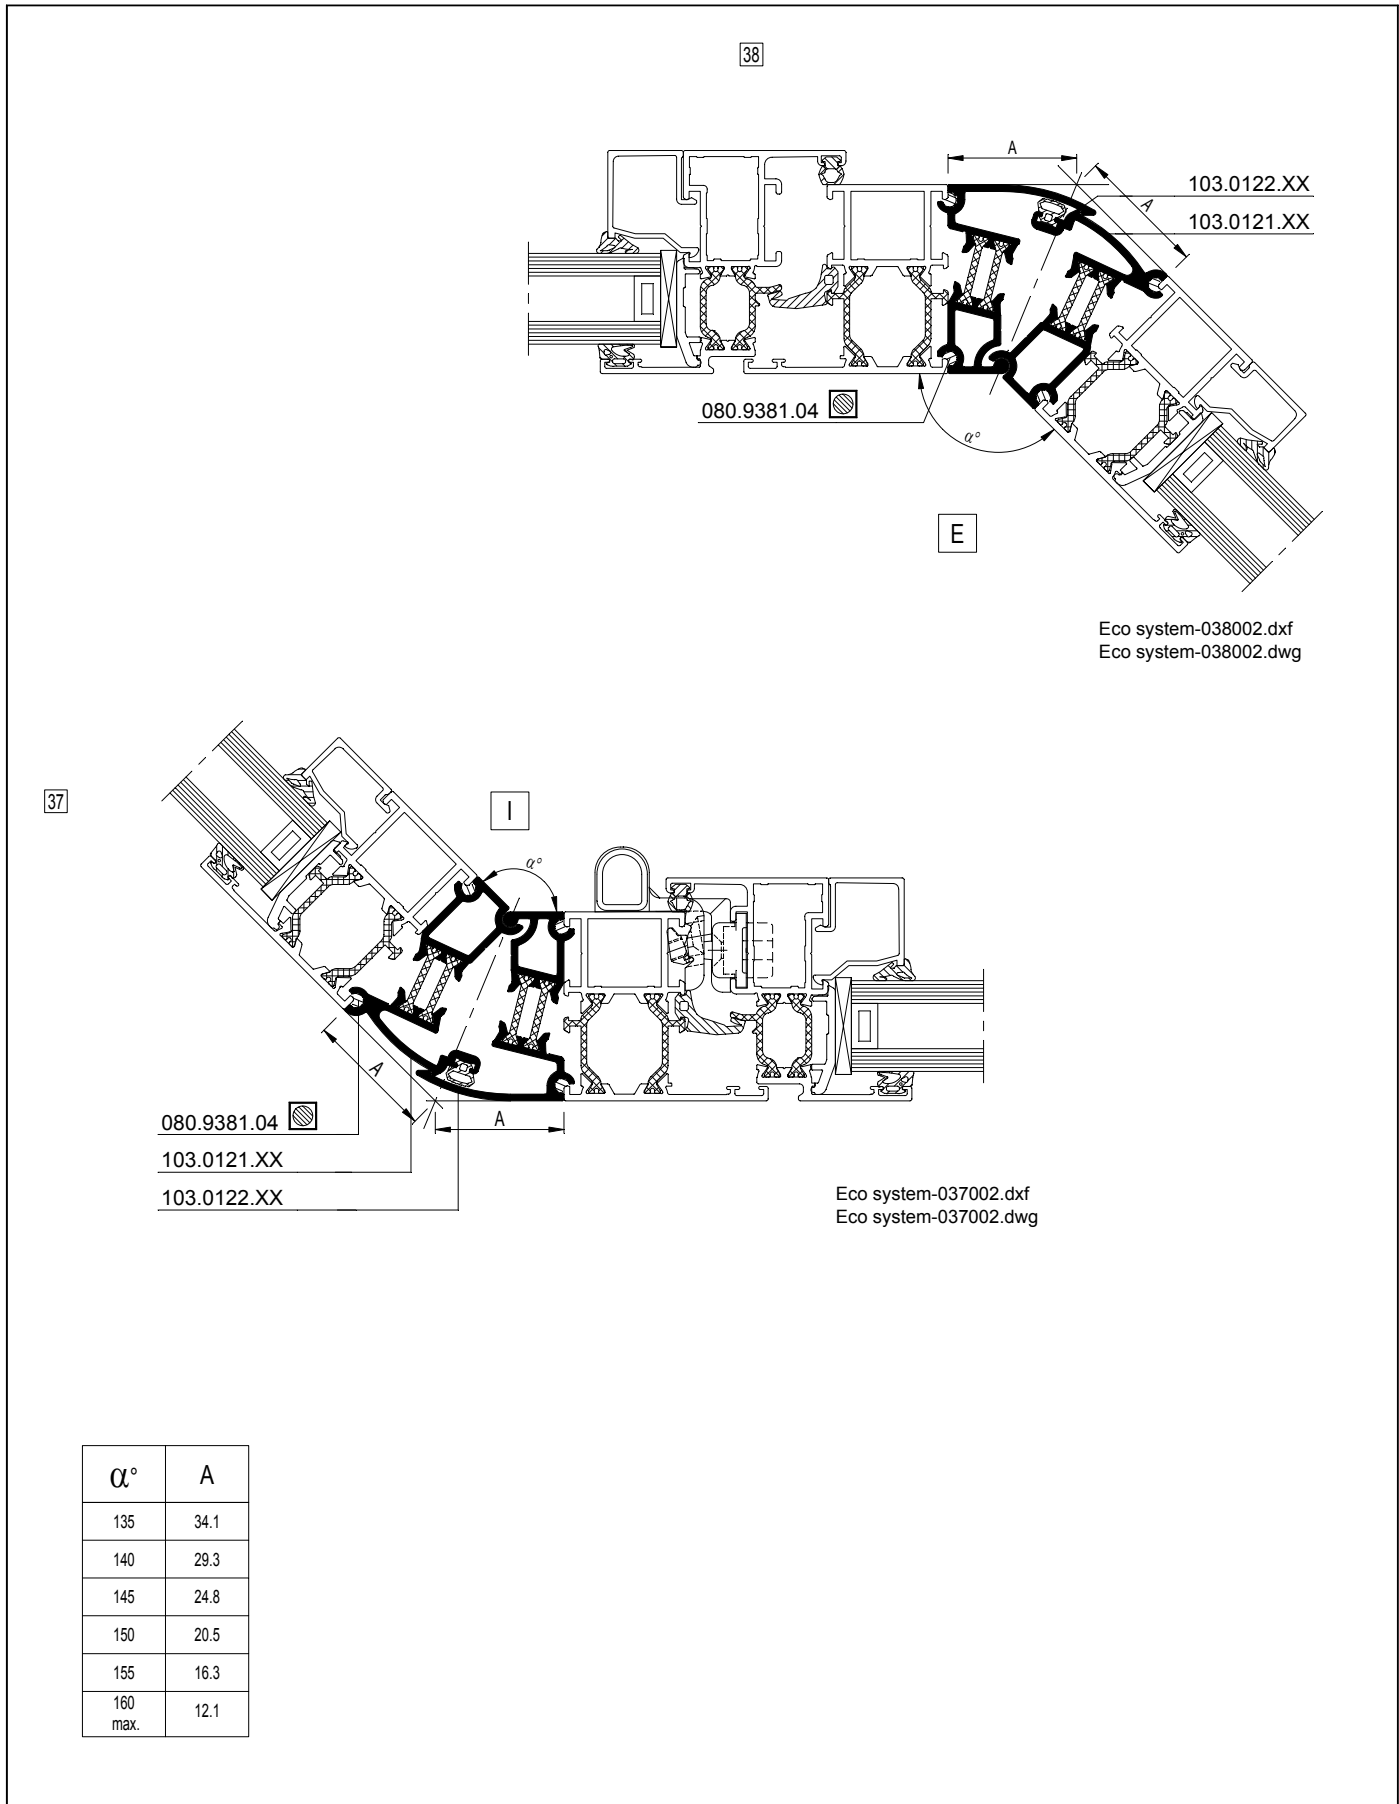 38
A
A
103.0122.XX
103.0121.XX
080.9381.04
α°
E
Eco system-038002.dxf
Eco system-038002.dwg
37
I
α°
A
A
080.9381.04
103.0121.XX
103.0122.XX
Eco system-037002.dxf
Eco system-037002.dwg
α° A
135 34.1
140 29.3
145 24.8
150 20.5
155 16.3
160 max. 12.1